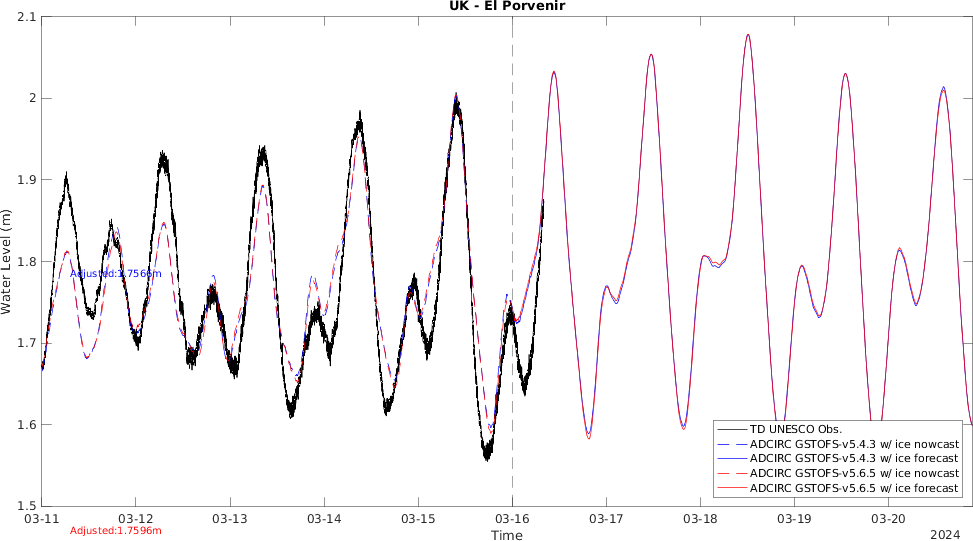 UK - El Porvenir
2.1
2
1.9
1.8
1.7
1.6
1.5
Water Level (m)
Adjusted:1.7566m
TD UNESCO Obs.
ADCIRC GSTOFS-v5.4.3 w/ ice nowcast
ADCIRC GSTOFS-v5.4.3 w/ ice forecast
ADCIRC GSTOFS-v5.6.5 w/ ice nowcast
ADCIRC GSTOFS-v5.6.5 w/ ice forecast
03-11 03-12 03-13 03-14 03-15 03-16 03-17 03-18 03-19 03-20
Adjusted:1.7596m
Time
2024